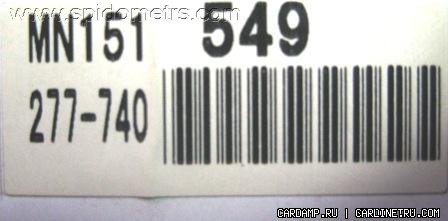 www.spidometrs.com
MN151 549
277-740
CARDAMP.RU | CARDINETRU.COM